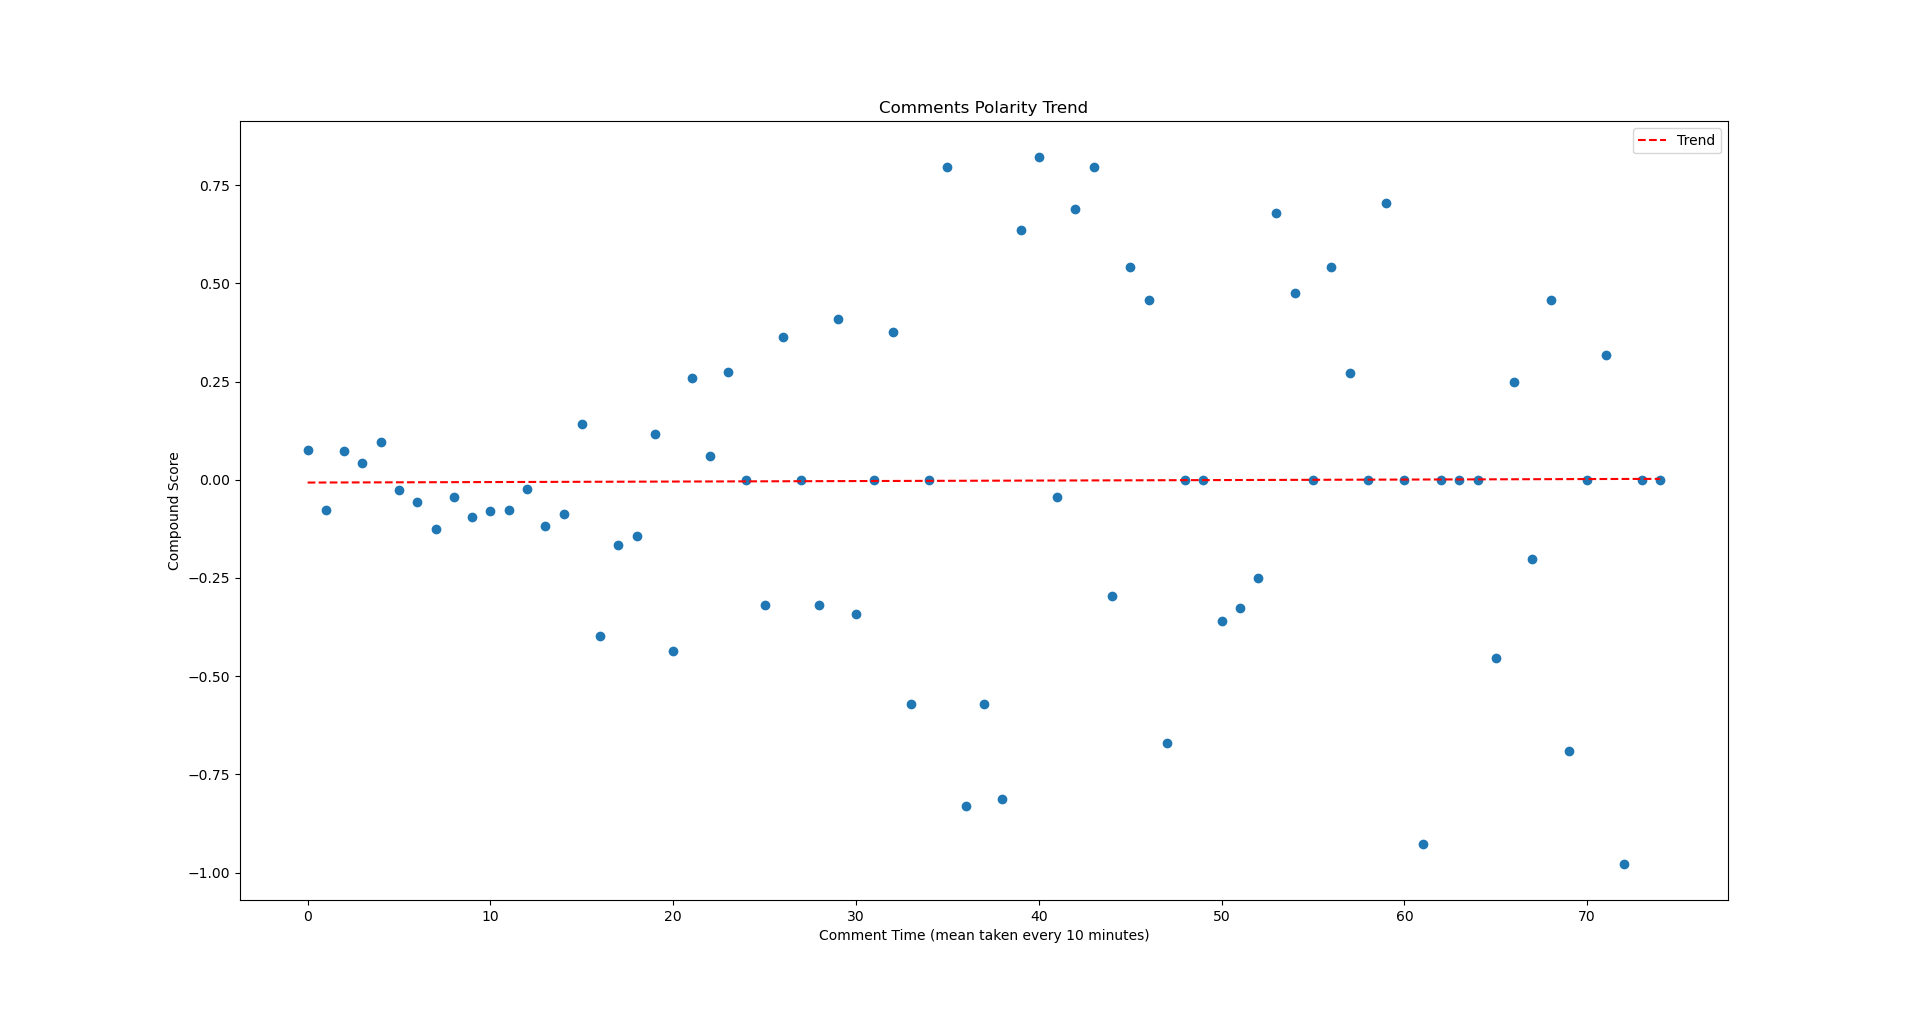 Comments Polarity Trend
Trend
0.75
0.50
0.25
0.00
−0.25
−0.50
−0.75
−1.00
Compound Score
0 10 20 30 40 50 60 70
Comment Time (mean taken every 10 minutes)